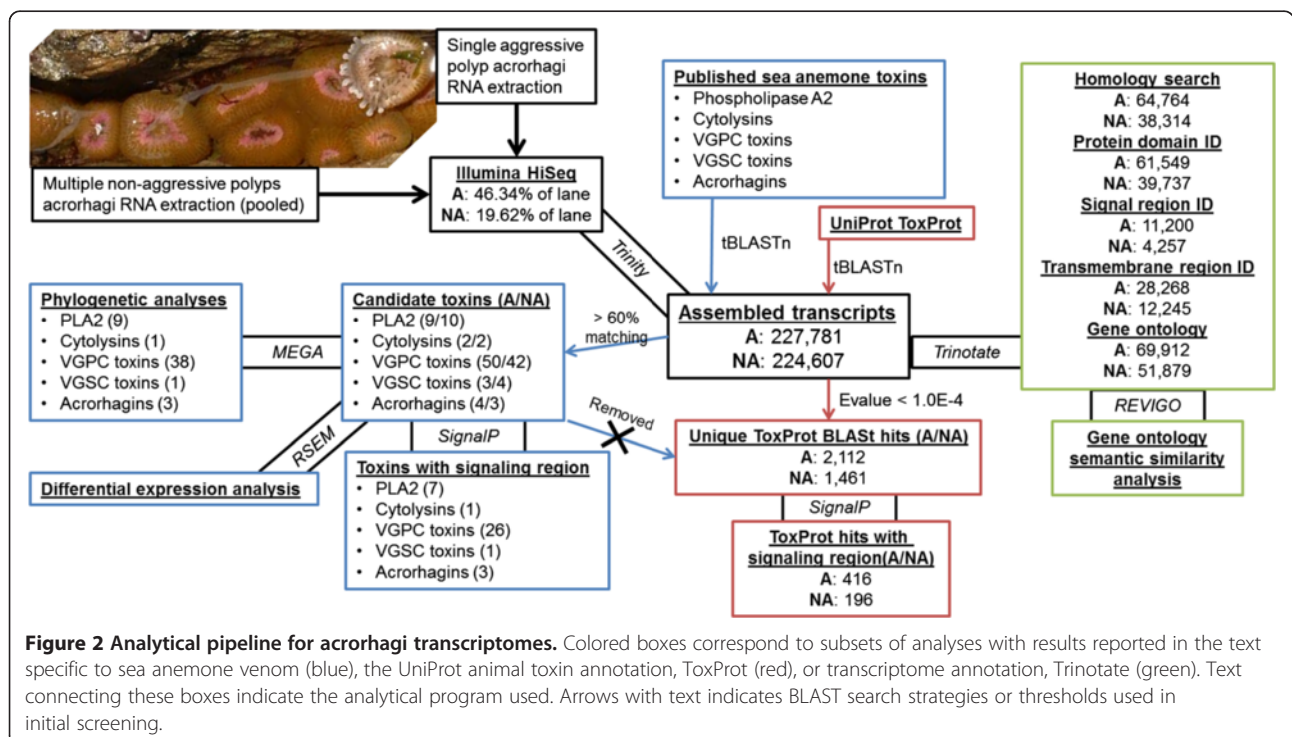 Single aggressive
polyp acrorhagi
RNA extraction
Multiple non-aggressive polyps
acrorhagi RNA extraction (pooled)
Illumina HiSeq
A: 46.34% of lane
NA: 19.62% of lane
Trinity
Published sea anemone toxins
• Phospholipase A2
• Cytolysins
• VGPC toxins
• VGSC toxins
• Acrorhagins
tBLASTn
UniProt ToxProt
tBLASTn
Homology search
A: 64,764
NA: 38,314
Protein domain ID
A: 61,549
NA: 39,737
Signal region ID
A: 11,200
NA: 4,257
Transmembrane region ID
A: 28,268
NA: 12,245
Gene ontology
A: 69,912
NA: 51,879
Phylogenetic analyses
• PLA2 (9)
• Cytolysins (1)
• VGPC toxins (38)
• VGSC toxins (1)
• Acrorhagins (3)
MEGA
Candidate toxins (A/NA)
• PLA2 (9/10)
• Cytolysins (2/2)
• VGPC toxins (50/42)
• VGSC toxins (3/4)
• Acrorhagins (4/3)
> 60%
matching
Assembled transcripts
A: 227,781
NA: 224,607
Trinotate
REVIGO
Gene ontology
semantic similarity
analysis
RSEM
Differential expression analysis
SignalP
Toxins with signaling region
• PLA2 (7)
• Cytolysins (1)
• VGPC toxins (26)
• VGSC toxins (1)
• Acrorhagins (3)
Removed
Evalue < 1.0E-4
Unique ToxProt BLASt hits (A/NA)
A: 2,112
NA: 1,461
SignalP
ToxProt hits with
signaling region(A/NA)
A: 416
NA: 196
Figure 2 Analytical pipeline for acrorhagi transcriptomes. Colored boxes correspond to subsets of analyses with results reported in the text
specific to sea anemone venom (blue), the UniProt animal toxin annotation, ToxProt (red), or transcriptome annotation, Trinotate (green). Text
connecting these boxes indicate the analytical program used. Arrows with text indicates BLAST search strategies or thresholds used in
initial screening.